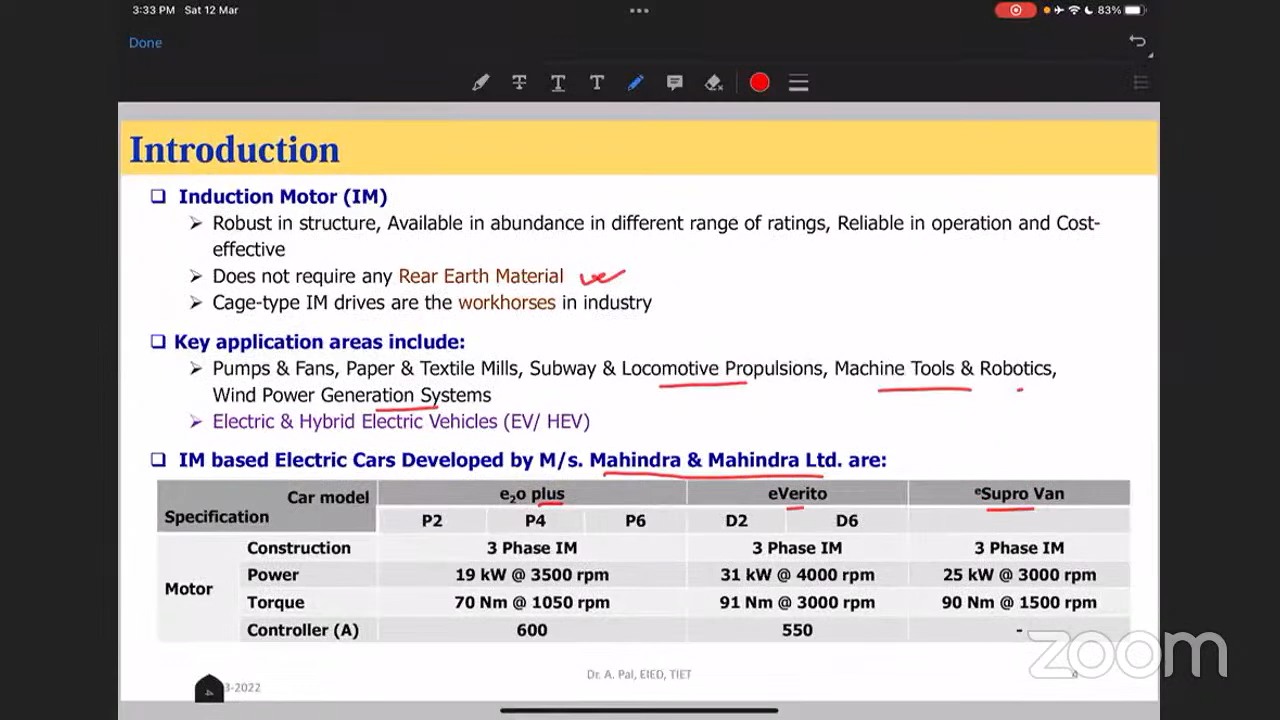 3:33 PM Sat 12 Mar
83%
Done
T T T
Introduction
Induction Motor (IM)
Robust in structure, Available in abundance in different range of ratings, Reliable in operation and Cost-
effective
Does not require any Rear Earth Material
Cage-type IM drives are the workhorses in industry
Key application areas include:
Pumps & Fans, Paper & Textile Mills, Subway & Locomotive Propulsions, Machine Tools & Robotics,
Wind Power Generation Systems
Electric & Hybrid Electric Vehicles (EV/ HEV)
IM based Electric Cars Developed by M/s. Mahindra & Mahindra Ltd. are:
Car model e₂o plus eVerito ᵉSupro Van
Specification P2 P4 P6 D2 D6
Construction 3 Phase IM 3 Phase IM 3 Phase IM
Motor Power 19 kW @ 3500 rpm 31 kW @ 4000 rpm 25 kW @ 3000 rpm
Torque 70 Nm @ 1050 rpm 91 Nm @ 3000 rpm 90 Nm @ 1500 rpm
Controller (A) 600 550 -
zoom
Dr. A. Pal, EIED, TIET
3-2022